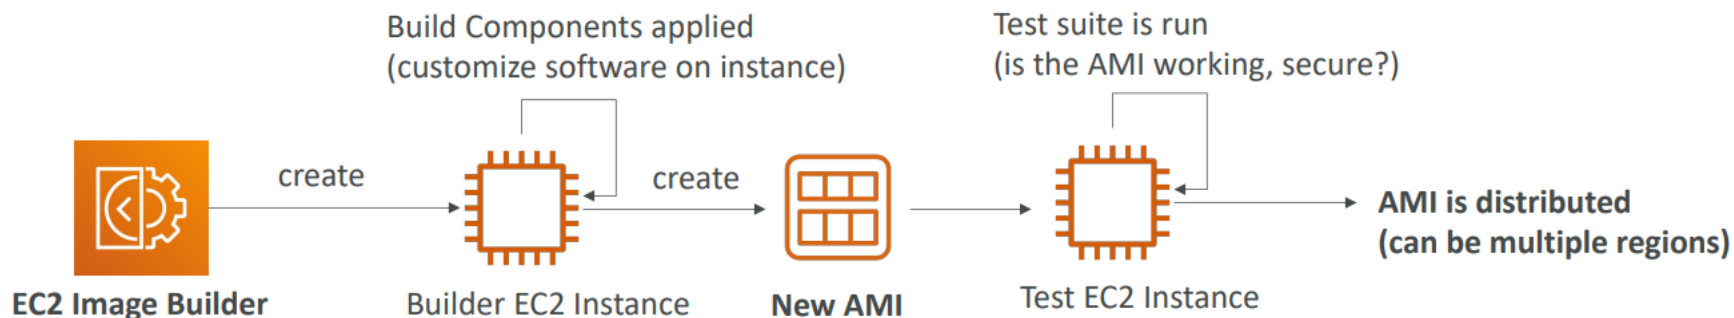 Build Components applied
(customize software on instance)
Test suite is run
(is the AMI working, secure?)
create
create
AMI is distributed
(can be multiple regions)
EC2 Image Builder
Builder EC2 Instance
New AMI
Test EC2 Instance